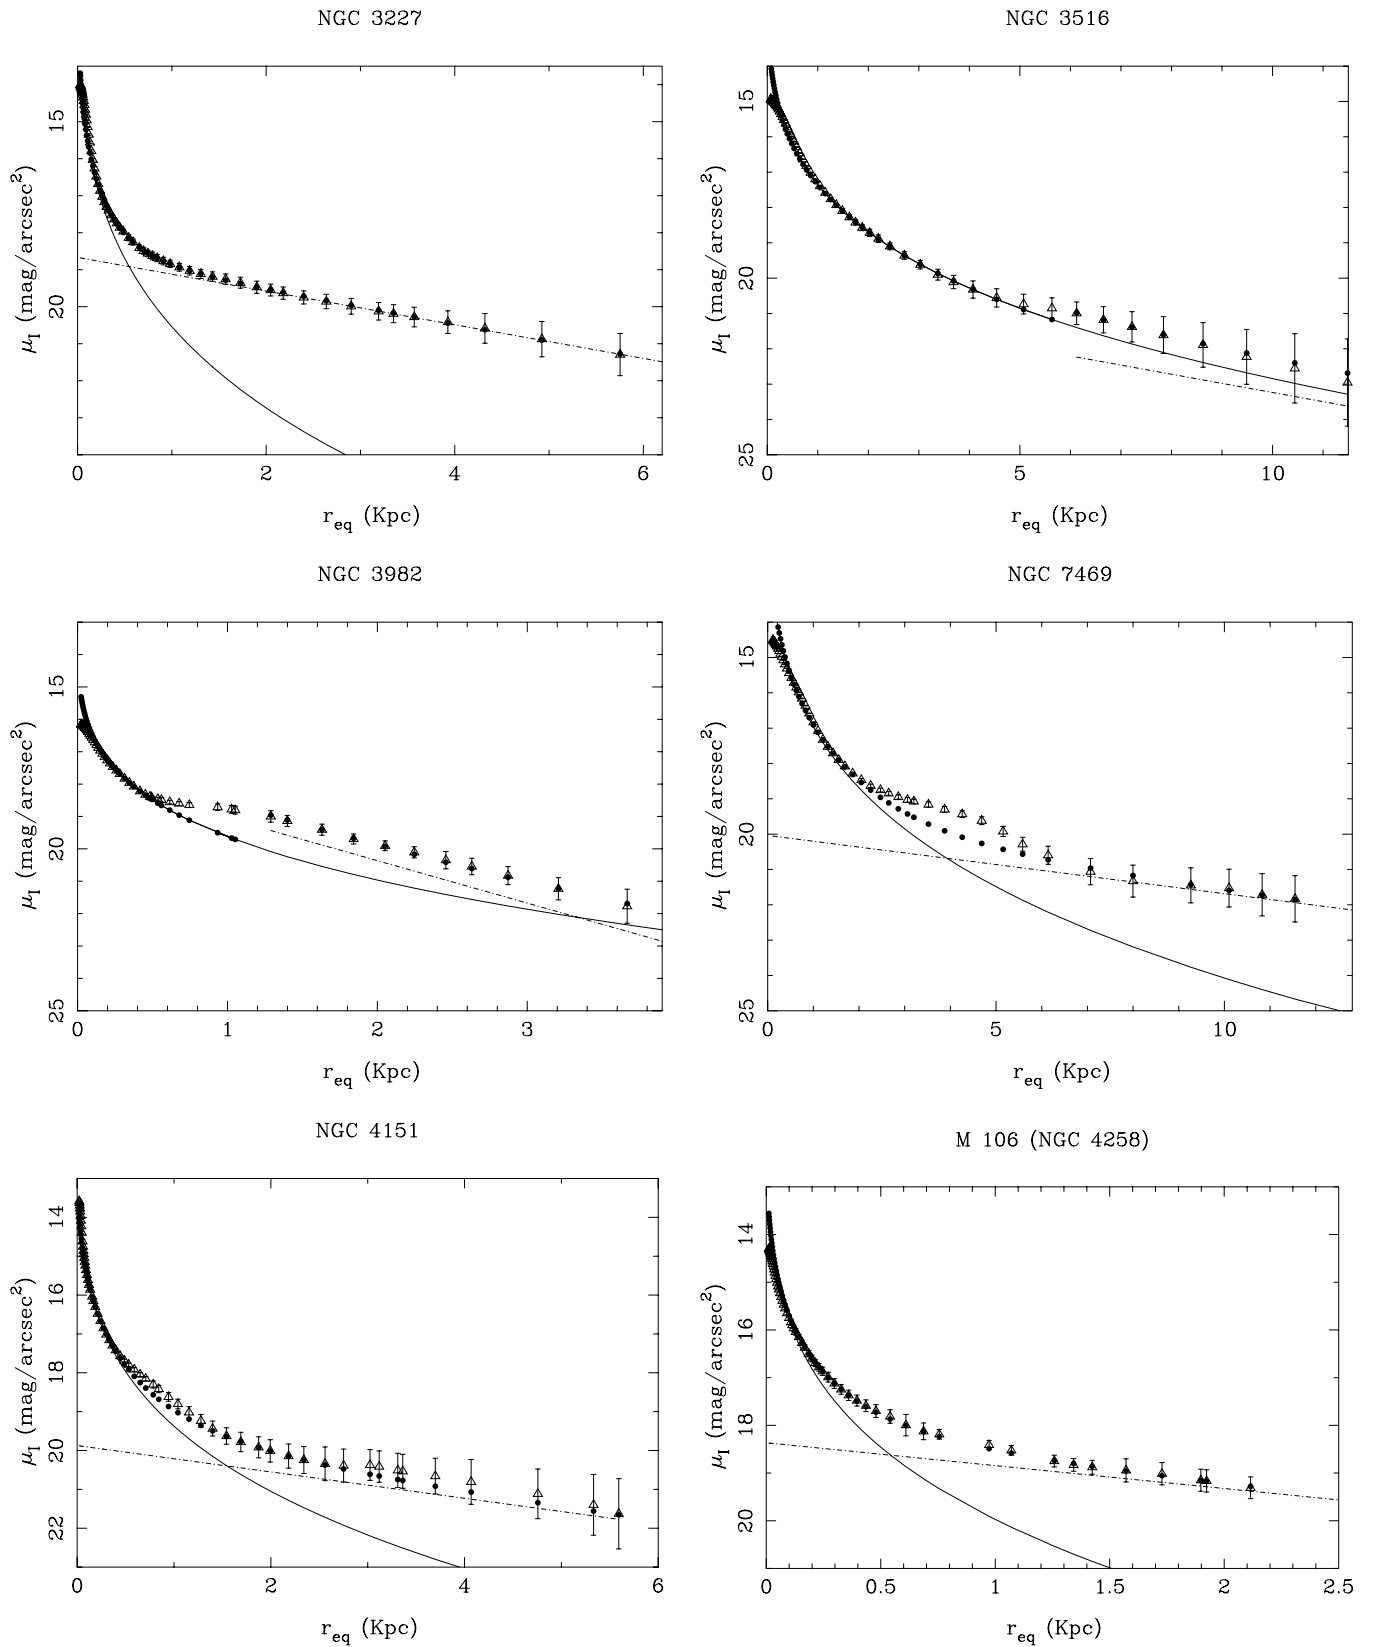 NGC 3227
15
20
μI (mag/arcsec2)
0 2 4 6
req (Kpc)
NGC 3516
15
20
25
μI (mag/arcsec2)
0 5 10
req (Kpc)
NGC 3982
15
20
25
μI (mag/arcsec2)
0 1 2 3
req (Kpc)
NGC 7469
15
20
25
μI (mag/arcsec2)
0 5 10
req (Kpc)
NGC 4151
14
16
18
20
22
μI (mag/arcsec2)
0 2 4 6
req (Kpc)
M 106 (NGC 4258)
14
16
18
20
μI (mag/arcsec2)
0 0.5 1 1.5 2 2.5
req (Kpc)